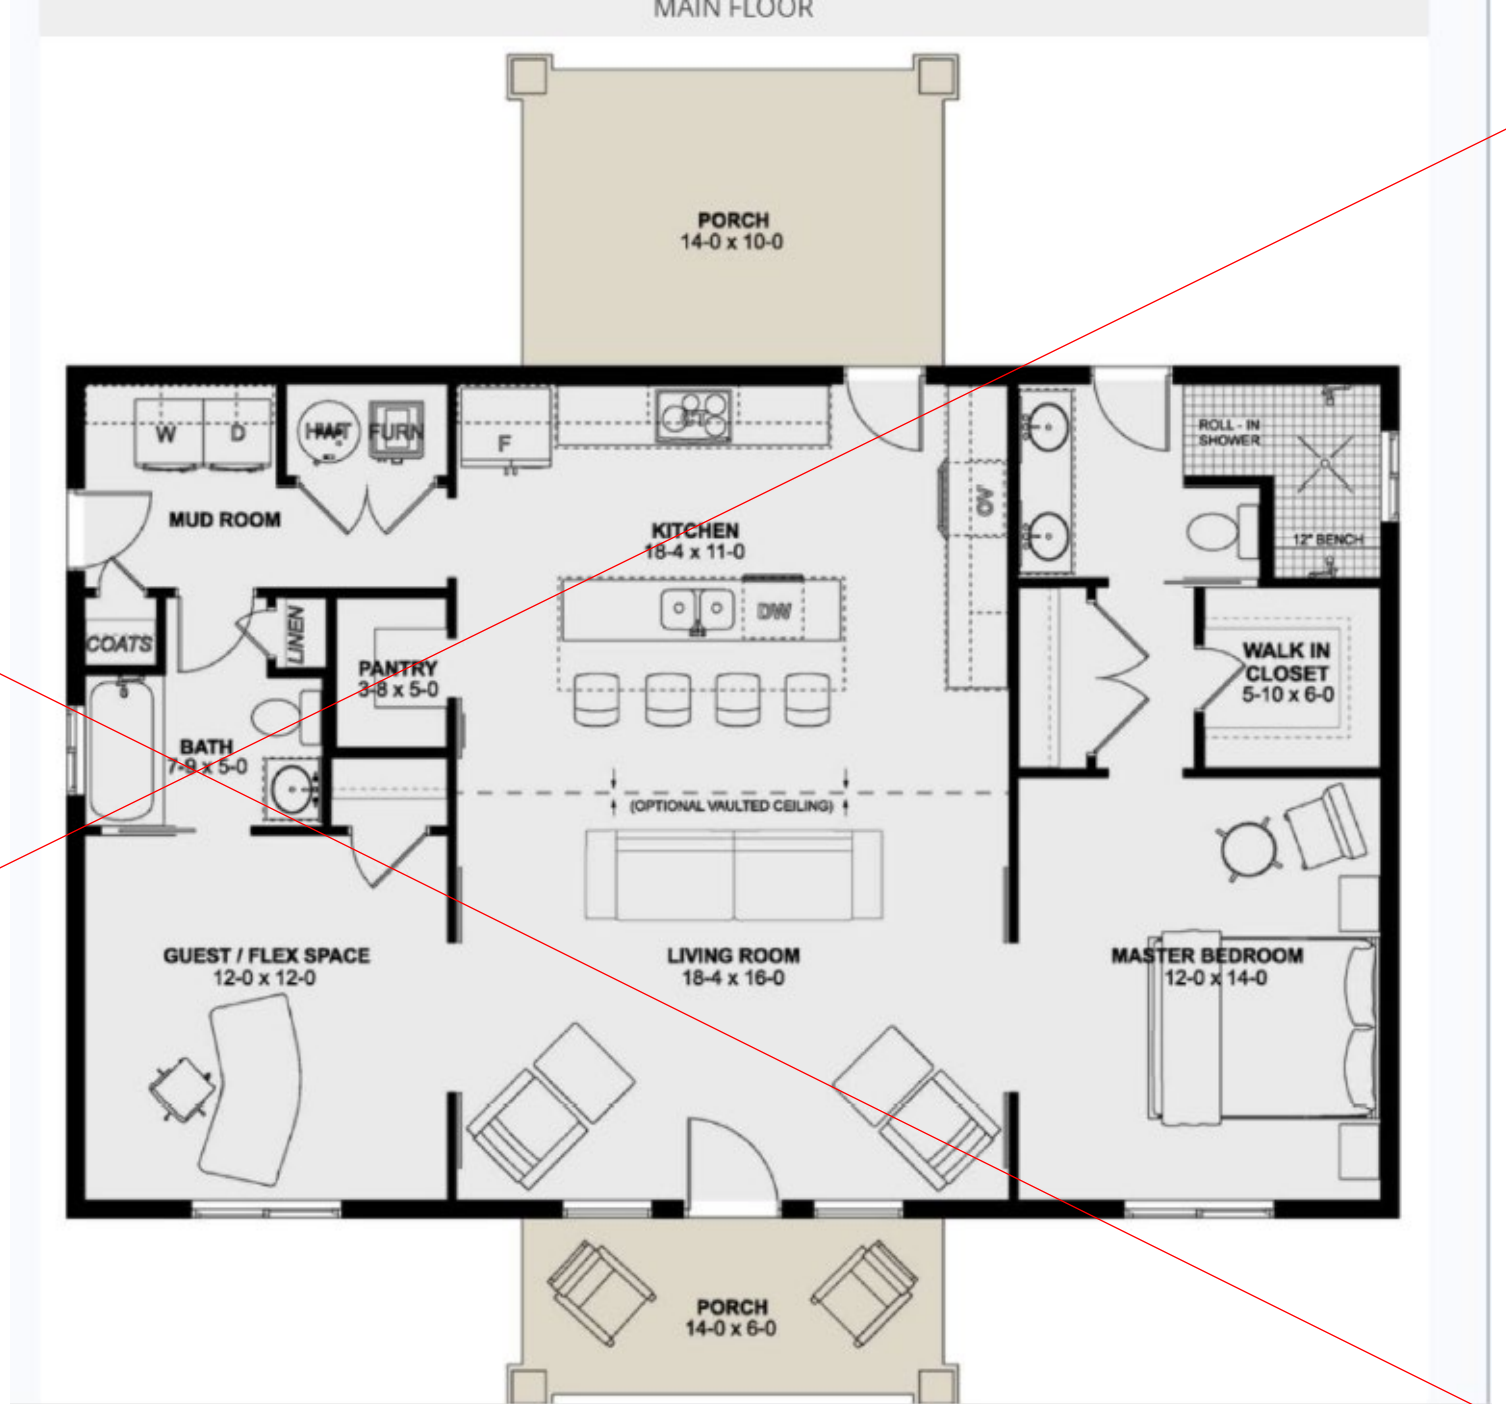 MAIN FLOOR
PORCH
14-0 x 10-0
W
D
FURN
F
ROLL - IN
SHOWER
OV
MUD ROOM
KITCHEN
18-4 x 11-0
12" BENCH
DW
COATS
LINEN
PANTRY
3-8 x 5-0
WALK IN
CLOSET
5-10 x 6-0
BATH
7-9 x 5-0
(OPTIONAL VAULTED CEILING)
GUEST / FLEX SPACE
12-0 x 12-0
LIVING ROOM
18-4 x 16-0
MASTER BEDROOM
12-0 x 14-0
PORCH
14-0 x 6-0